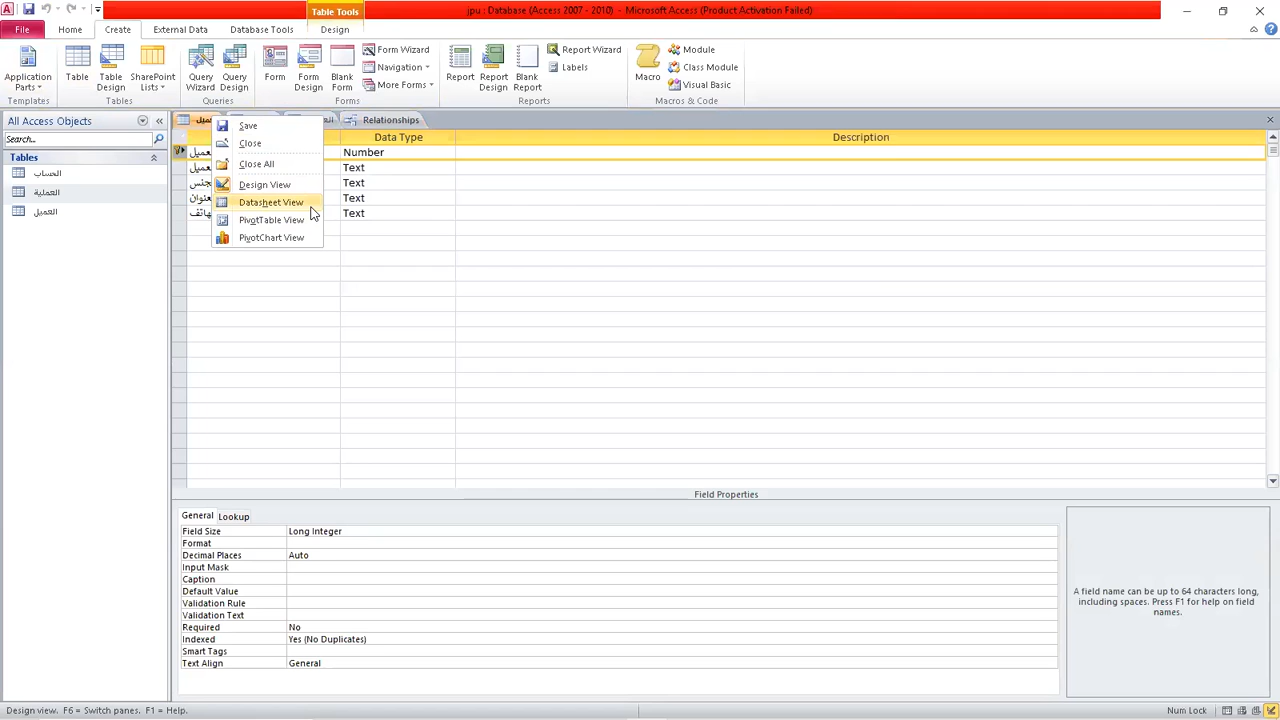 Table Tools
jpu : Database (Access 2007 - 2010) - Microsoft Access (Product Activation Failed)
File
Home
Create
External Data
Database Tools
Design
Application Parts
Table
Table Design
SharePoint Lists
Query Wizard
Query Design
Form
Form Design
Blank Form
Form Wizard
Navigation
More Forms
Report
Report Design
Blank Report
Report Wizard
Labels
Macro
Module
Class Module
Visual Basic
Templates
Tables
Queries
Forms
Reports
Macros & Code
All Access Objects
Search...
Tables
الحساب
العملية
العميل
Relationships
Data Type
Description
Number
Text
Text
Text
Text
Save
Close
Close All
Design View
Datasheet View
PivotTable View
PivotChart View
Field Properties
General
Lookup
Field Size
Long Integer
Format
Decimal Places
Auto
Input Mask
Caption
Default Value
Validation Rule
Validation Text
Required
No
Indexed
Yes (No Duplicates)
Smart Tags
Text Align
General
A field name can be up to 64 characters long,
including spaces. Press F1 for help on field
names.
Design view. F6 = Switch panes. F1 = Help.
Num Lock